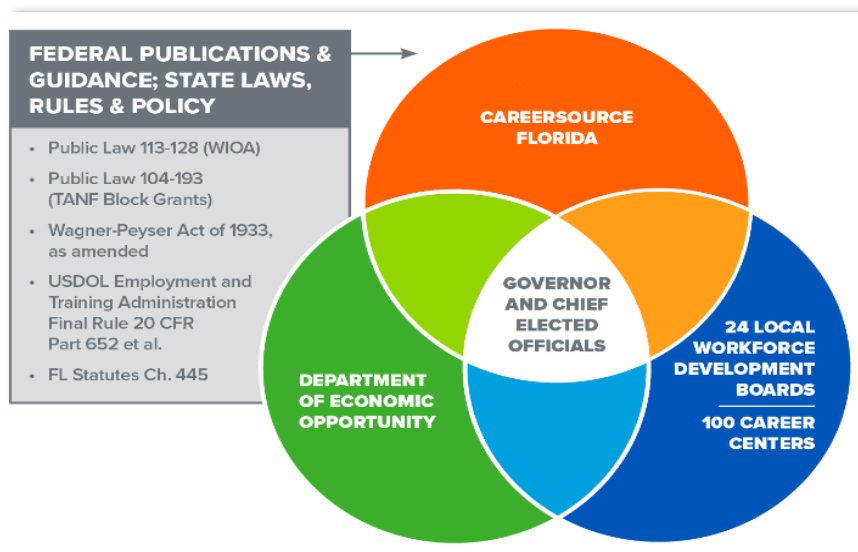 FEDERAL PUBLICATIONS &
GUIDANCE; STATE LAWS,
RULES & POLICY
• Public Law 113-128 (WIOA)
• Public Law 104-193
(TANF Block Grants)
• Wagner-Peyser Act of 1933,
as amended
• USDOL Employment and
Training Administration
Final Rule 20 CFR
Part 652 et al.
• FL Statutes Ch. 445
CAREERSOURCE
FLORIDA
GOVERNOR
AND CHIEF
ELECTED
OFFICIALS
DEPARTMENT
OF ECONOMIC
OPPORTUNITY
24 LOCAL
WORKFORCE
DEVELOPMENT
BOARDS
100 CAREER
CENTERS